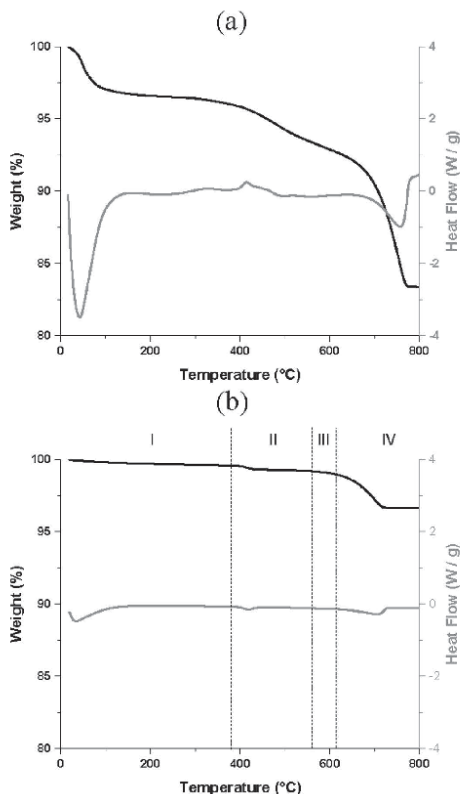 (a)
100
95
90
85
80
Weight (%)
4
2
0
-2
-4
Heat Flow (W / g)
0 200 400 600 800
Temperature (°C)
(b)
I II III IV
100
95
90
85
80
Weight (%)
4
2
0
-2
-4
Heat Flow (W / g)
0 200 400 600 800
Temperature (°C)